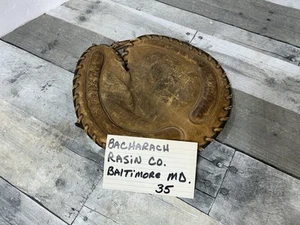 BACHARACH
RASIN CO.
BALTIMORE MD.
35